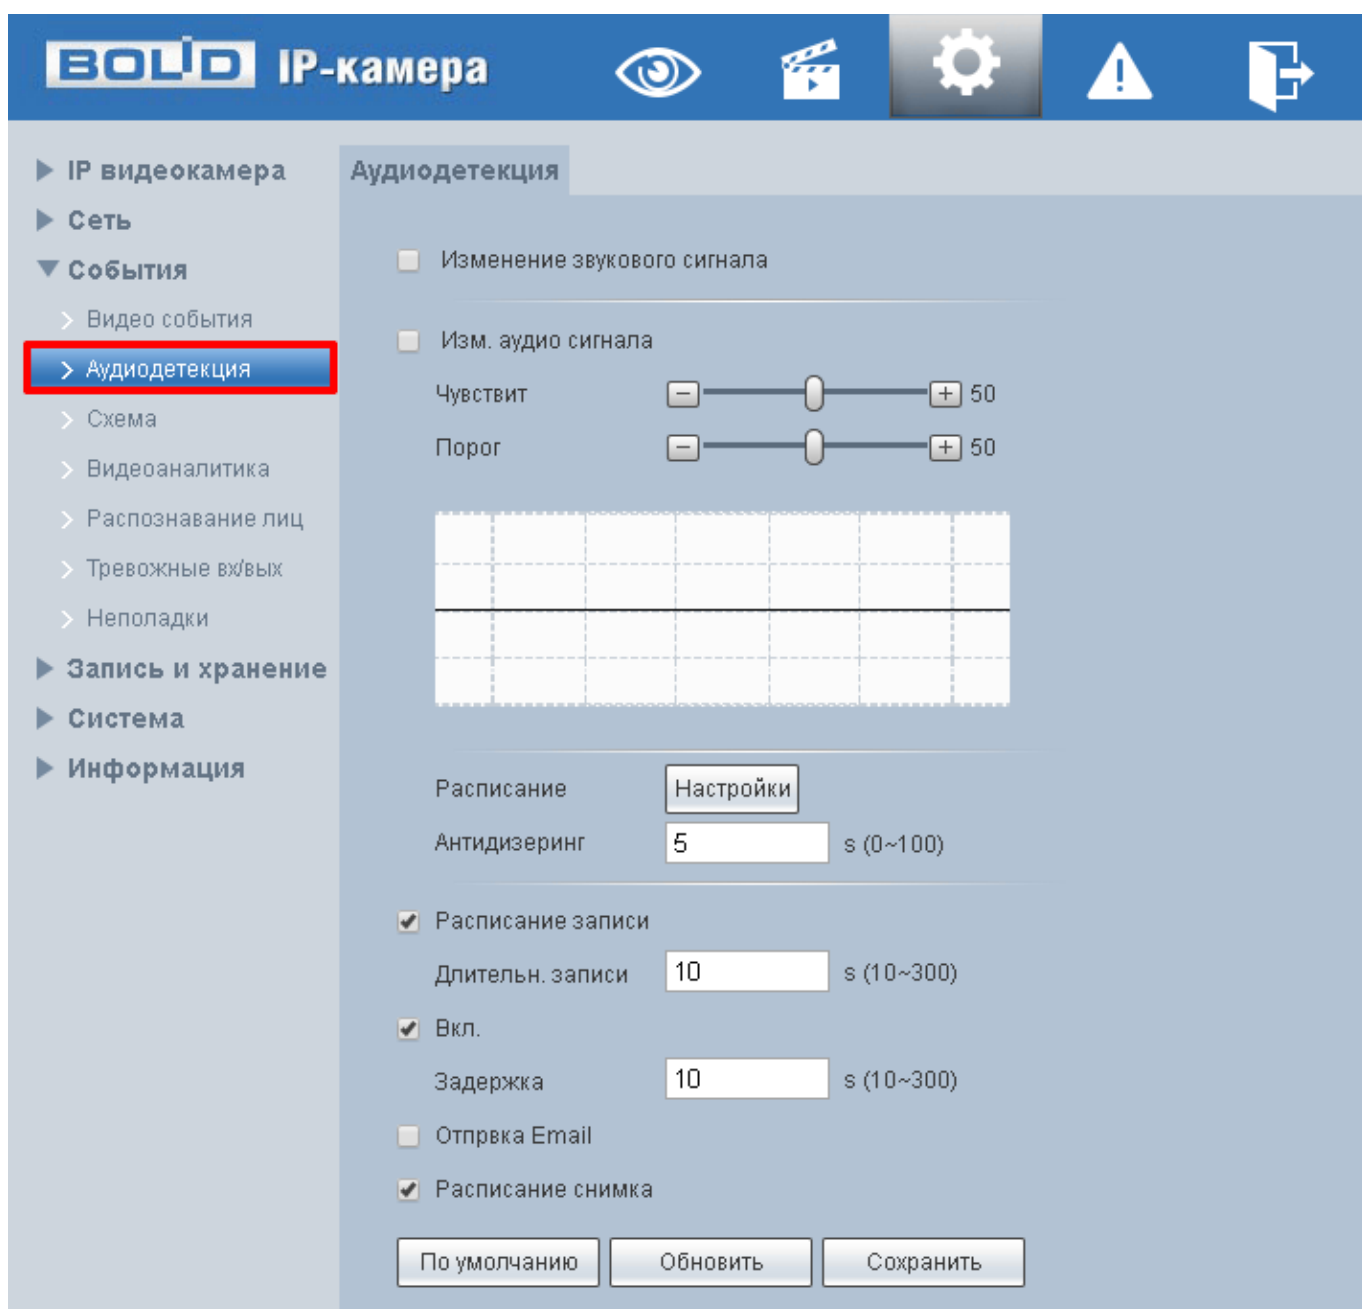 BOLID IP-камера
IP видеокамера
Сеть
События
Видео события
Аудиодетекция
Схема
Видеоаналитика
Распознавание лиц
Тревожные вх/вых
Неполадки
Запись и хранение
Система
Информация
Аудиодетекция
Изменение звукового сигнала
Изм. аудио сигнала
Чувствит 50
Порог 50
Расписание Настройки
Антидизеринг 5 s (0~100)
Расписание записи
Длительн. записи 10 s (10~300)
Вкл.
Задержка 10 s (10~300)
Отпрвка Email
Расписание снимка
По умолчанию Обновить Сохранить